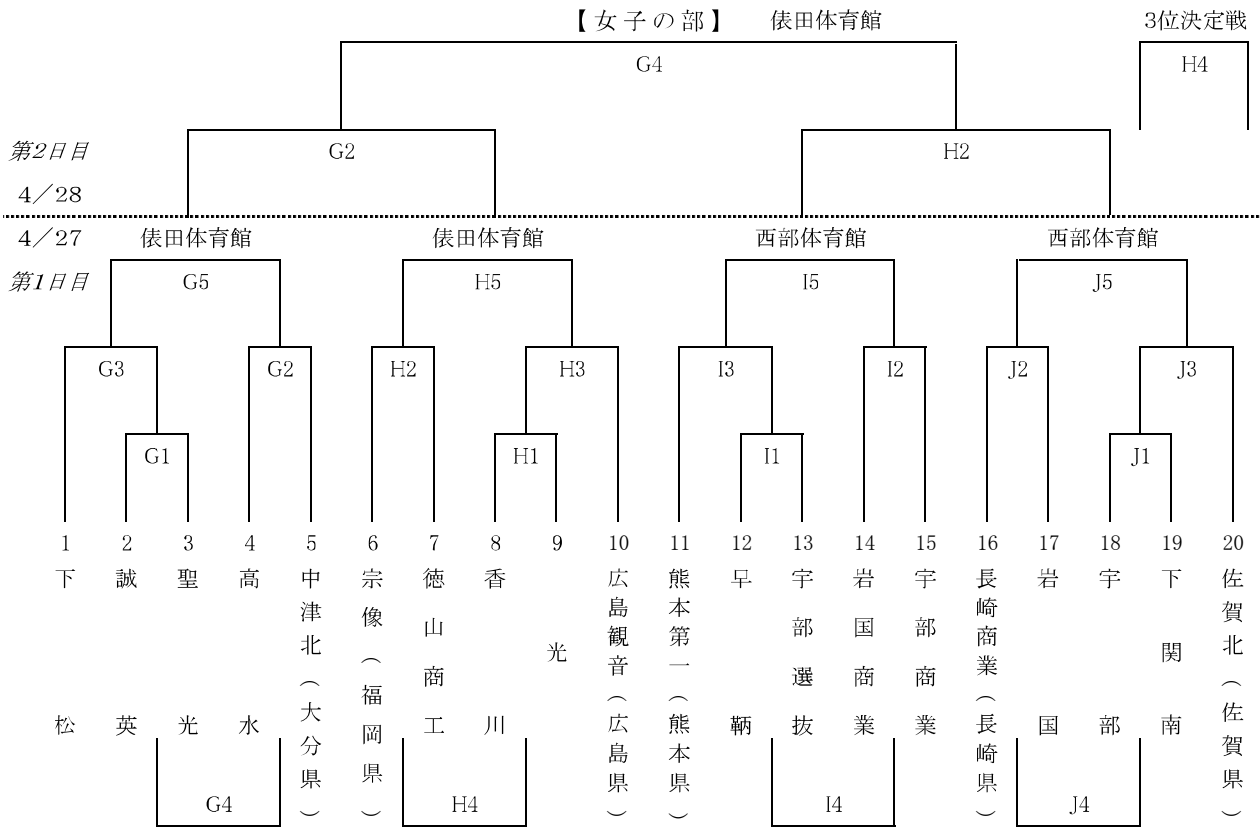 【女子の部】 俵田体育館 3位決定戦
G4 H4
第2日目 G2 H2
4／28
4／27 俵田体育館 俵田体育館 西部体育館 西部体育館
第1日目 G5 H5 I5 J5
G3 G2 H2 H3 I3 I2 J2 J3
G1 H1 I1 J1
1 2 3 4 5 6 7 8 9 10 11 12 13 14 15 16 17 18 19 20
下松
誠英
聖光
高水
中津北（大分県）
宗像（福岡県）
徳山商工
香川
光
広島観音（広島県）
熊本第一（熊本県）
早鞆
宇部選抜
岩国商業
宇部商業
長崎商業（長崎県）
岩国
宇部
下関南
佐賀北（佐賀県）
G4 H4 I4 J4